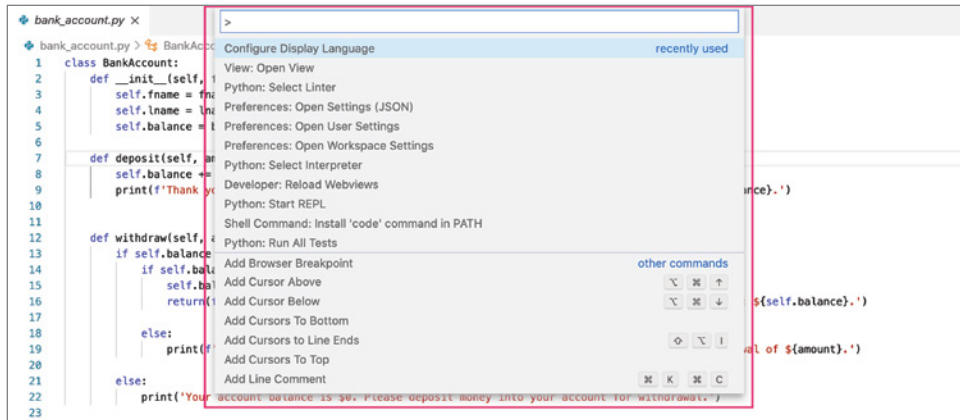 bank_account.py ×
bank_account.py > BankAcc
>
Configure Display Language recently used
View: Open View
Python: Select Linter
Preferences: Open Settings (JSON)
Preferences: Open User Settings
Preferences: Open Workspace Settings
Python: Select Interpreter
Developer: Reload Webviews
Python: Start REPL
Shell Command: Install 'code' command in PATH
Python: Run All Tests
Add Browser Breakpoint other commands
Add Cursor Above ⌥ ⌘ ↑
Add Cursor Below ⌥ ⌘ ↓
Add Cursors To Bottom
Add Cursors to Line Ends ⇧ ⌥ I
Add Cursors To Top
Add Line Comment ⌘ K ⌘ C
1 class BankAccount:
2 def __init__(self, f
3 self.fname = fna
4 self.lname = lna
5 self.balance = b
6
7 def deposit(self, am
8 self.balance +=
9 print(f'Thank yo nce}.')
10
11
12 def withdraw(self, a
13 if self.balance
14 if self.bala
15 self.bal
16 return(f ${self.balance}.')
17
18 else:
19 print(f' al of ${amount}.')
20
21 else:
22 print('Your account balance is $0. Please deposit money into your account for withdrawal.')
23